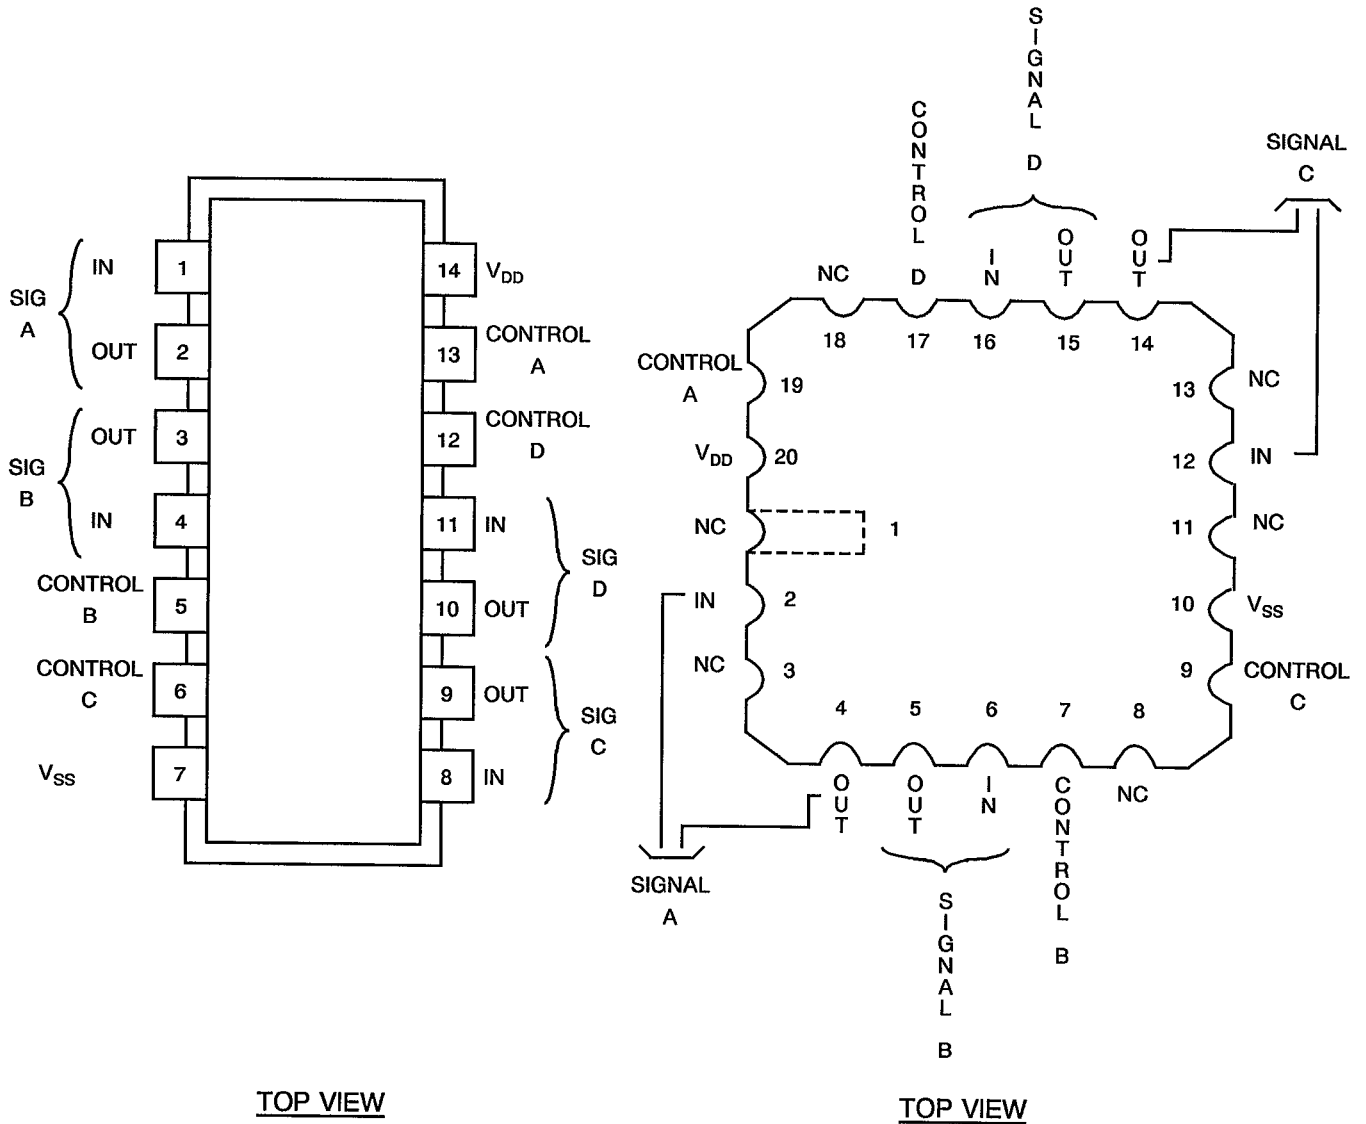 SIG
A
IN 1
OUT 2
SIG
B
OUT 3
IN 4
CONTROL
B
5
CONTROL
C
6
VSS 7
14 VDD
13 CONTROL
A
12 CONTROL
D
11 IN
10 OUT
SIG
D
9 OUT
8 IN
SIG
C
TOP VIEW
SIGNAL D
CONTROL D
SIGNAL
C
NC
IN
OUT
OUT
18 17 16 15 14
CONTROL
A
19
VDD 20
NC 1
IN 2
NC 3
13 NC
12 IN
11 NC
10 VSS
9 CONTROL
C
4 5 6 7 8
OUT
OUT
IN
CONTROL B
NC
SIGNAL
A
SIGNAL B
TOP VIEW